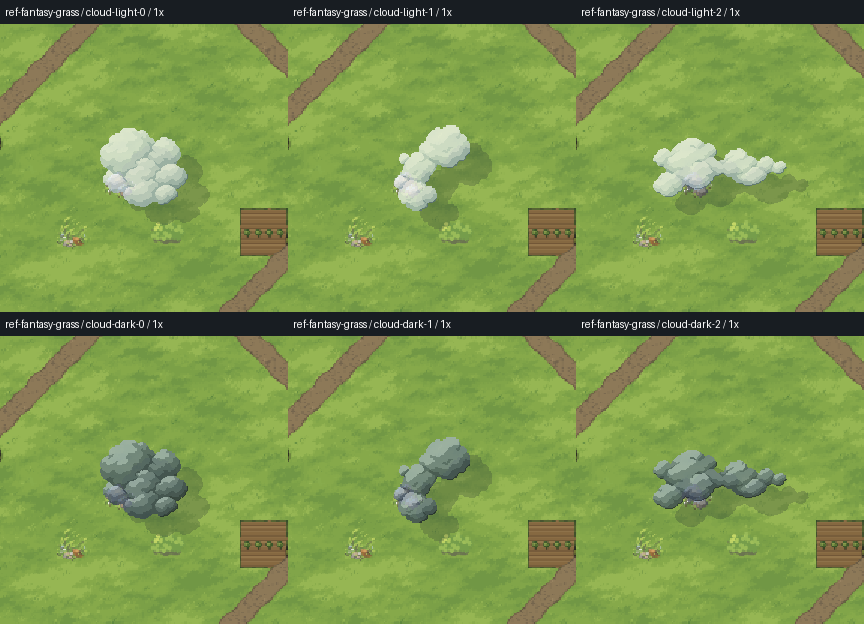 ref-fantasy-grass / cloud-light-0 / 1x
ref-fantasy-grass / cloud-light-1 / 1x
ref-fantasy-grass / cloud-light-2 / 1x
ref-fantasy-grass / cloud-dark-0 / 1x
ref-fantasy-grass / cloud-dark-1 / 1x
ref-fantasy-grass / cloud-dark-2 / 1x